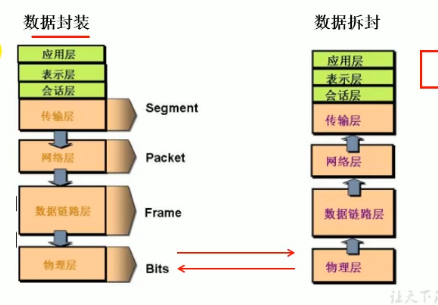 数据封装
应用层
表示层
会话层
传输层
Segment
网络层
Packet
数据链路层
Frame
物理层
Bits
数据拆封
应用层
表示层
会话层
传输层
网络层
数据链路层
物理层
让天下